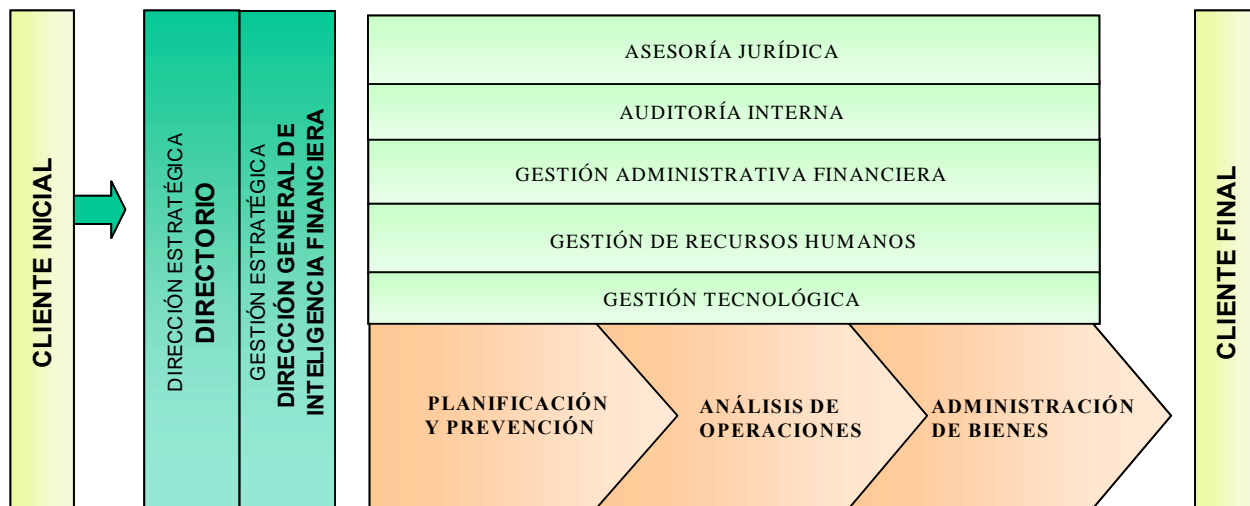 CLIENTE INICIAL
DIRECCIÓN ESTRATÉGICA
DIRECTORIO
GESTIÓN ESTRATÉGICA
DIRECCIÓN GENERAL DE
INTELIGENCIA FINANCIERA
ASESORÍA JURÍDICA
AUDITORÍA INTERNA
GESTIÓN ADMINISTRATIVA FINANCIERA
GESTIÓN DE RECURSOS HUMANOS
GESTIÓN TECNOLÓGICA
PLANIFICACIÓN
Y PREVENCIÓN
ANÁLISIS DE
OPERACIONES
ADMINISTRACIÓN
DE BIENES
CLIENTE FINAL